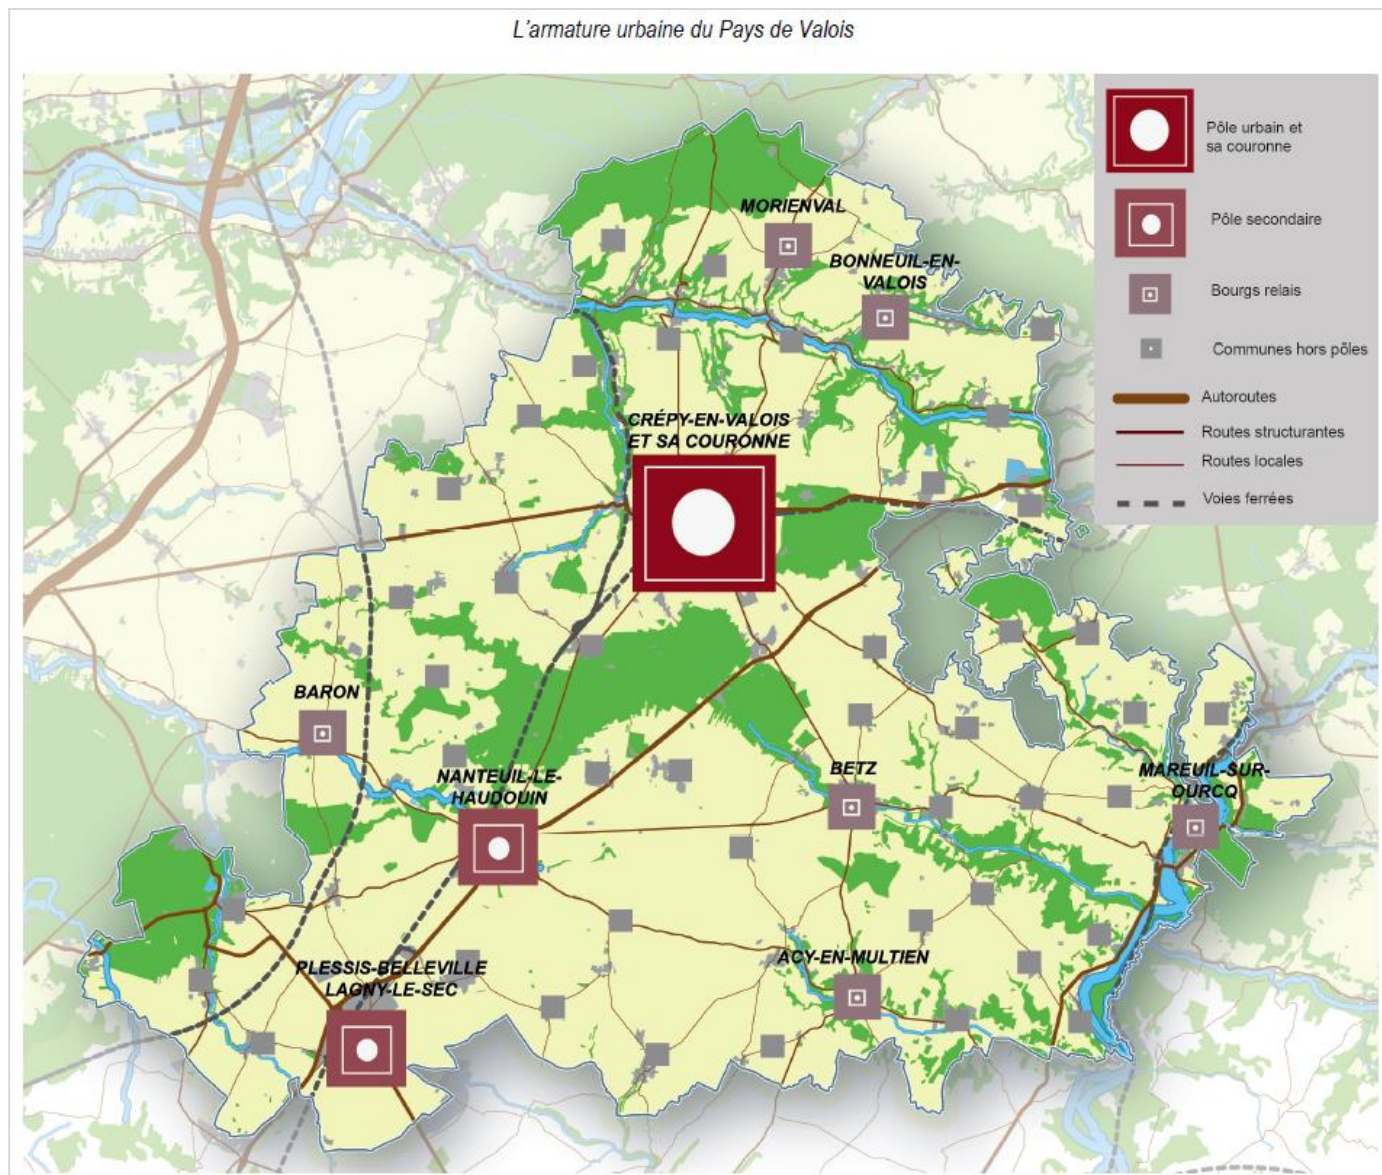 L'armature urbaine du Pays de Valois
Pôle urbain et
sa couronne
Pôle secondaire
Bourgs relais
Communes hors pôles
Autoroutes
Routes structurantes
Routes locales
Voies ferrées
MORIENVAL
BONNEUIL-EN-
VALOIS
CRÉPY-EN-VALOIS
ET SA COURONNE
BARON
NANTEUIL-LE-
HAUDOUIN
BETZ
MAREUIL-SUR-
OURCQ
PLESSIS-BELLEVILLE
LAGNY-LE-SEC
ACY-EN-MULTIEN